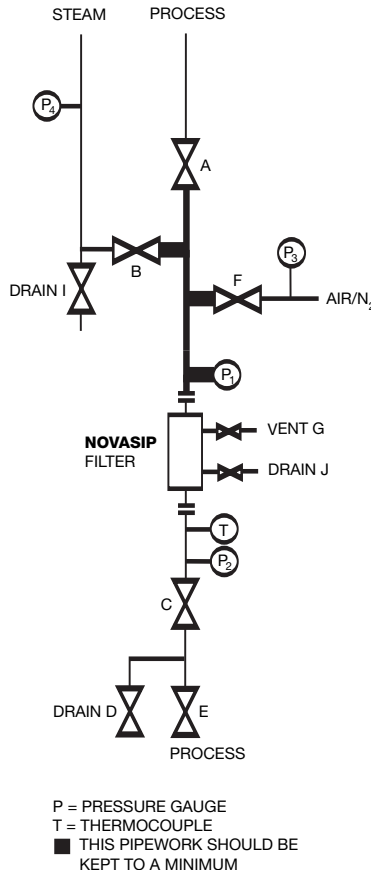 STEAM PROCESS
P4
A
B
F
P3
DRAIN I
AIR/N2
P1
NOVASIP
FILTER
VENT G
DRAIN J
T
P2
C
DRAIN D
E
PROCESS
P = PRESSURE GAUGE
T = THERMOCOUPLE
THIS PIPEWORK SHOULD BE
KEPT TO A MINIMUM